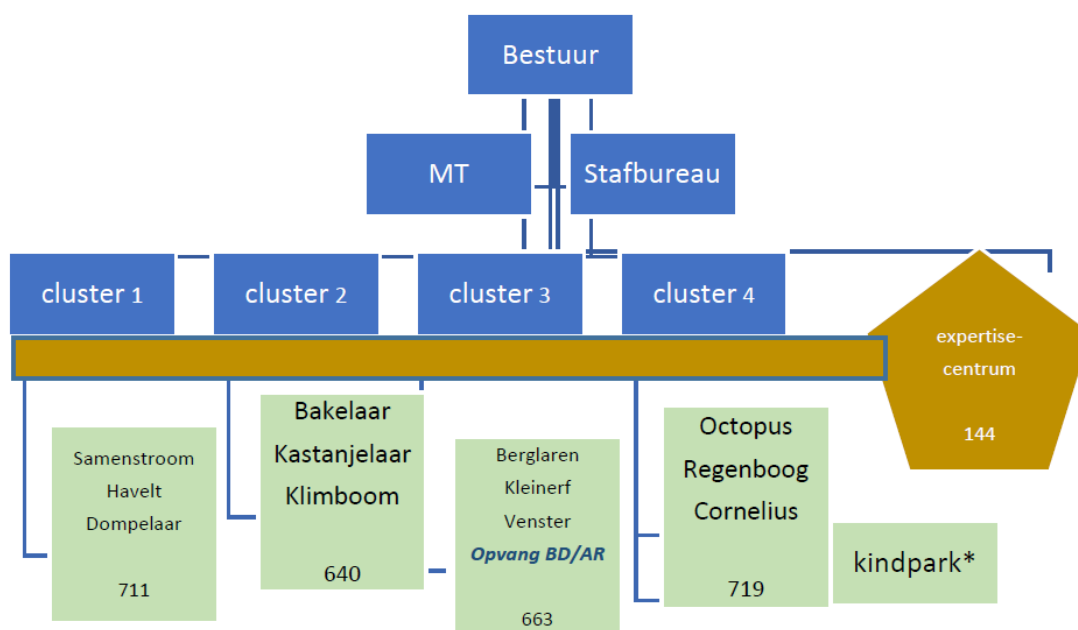 Bestuur
MT
Stafbureau
cluster 1
cluster 2
cluster 3
cluster 4
expertise-
centrum
144
Samenstroom
Havelt
Dompelaar
711
Bakelaar
Kastanjelaar
Klimboom
640
Berglaren
Kleinerf
Venster
Opvang BD/AR
663
Octopus
Regenboog
Cornelius
719
kindpark*